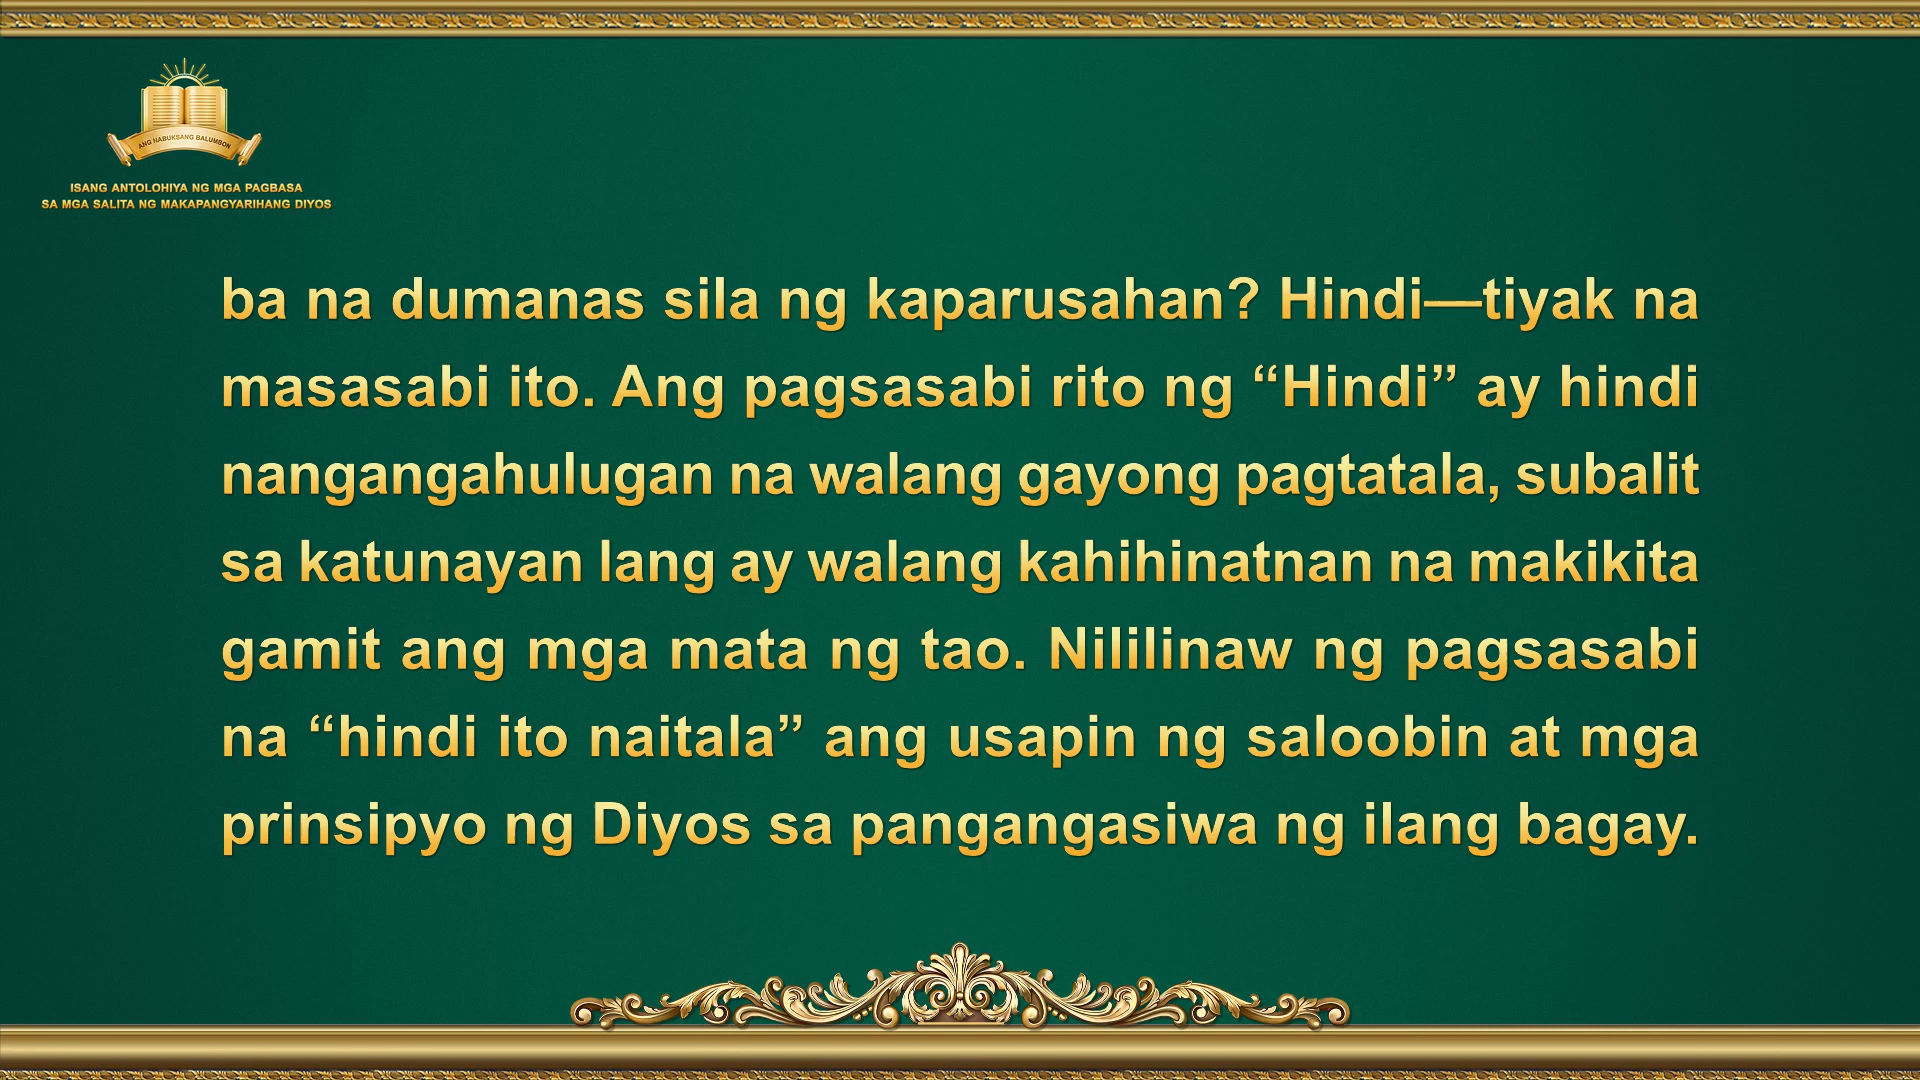 ANG NABUKSANG BALUMBON
ISANG ANTOLOHIYA NG MGA PAGBASA
SA MGA SALITA NG MAKAPANGYARIHANG DIYOS
ba na dumanas sila ng kaparusahan? Hindi—tiyak na
masasabi ito. Ang pagsasabi rito ng “Hindi” ay hindi
nangangahulugan na walang gayong pagtatala, subalit
sa katunayan lang ay walang kahihinatnan na makikita
gamit ang mga mata ng tao. Nililinaw ng pagsasabi
na “hindi ito naitala” ang usapin ng saloobin at mga
prinsipyo ng Diyos sa pangangasiwa ng ilang bagay.